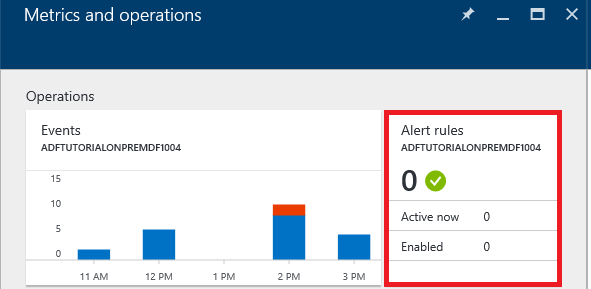 Metrics and operations
Operations
Events
ADFTUTORIALONPREMDF1004
15
10
5
0
11 AM 12 PM 1 PM 2 PM 3 PM
Alert rules
ADFTUTORIALONPREMDF1004
0
Active now 0
Enabled 0